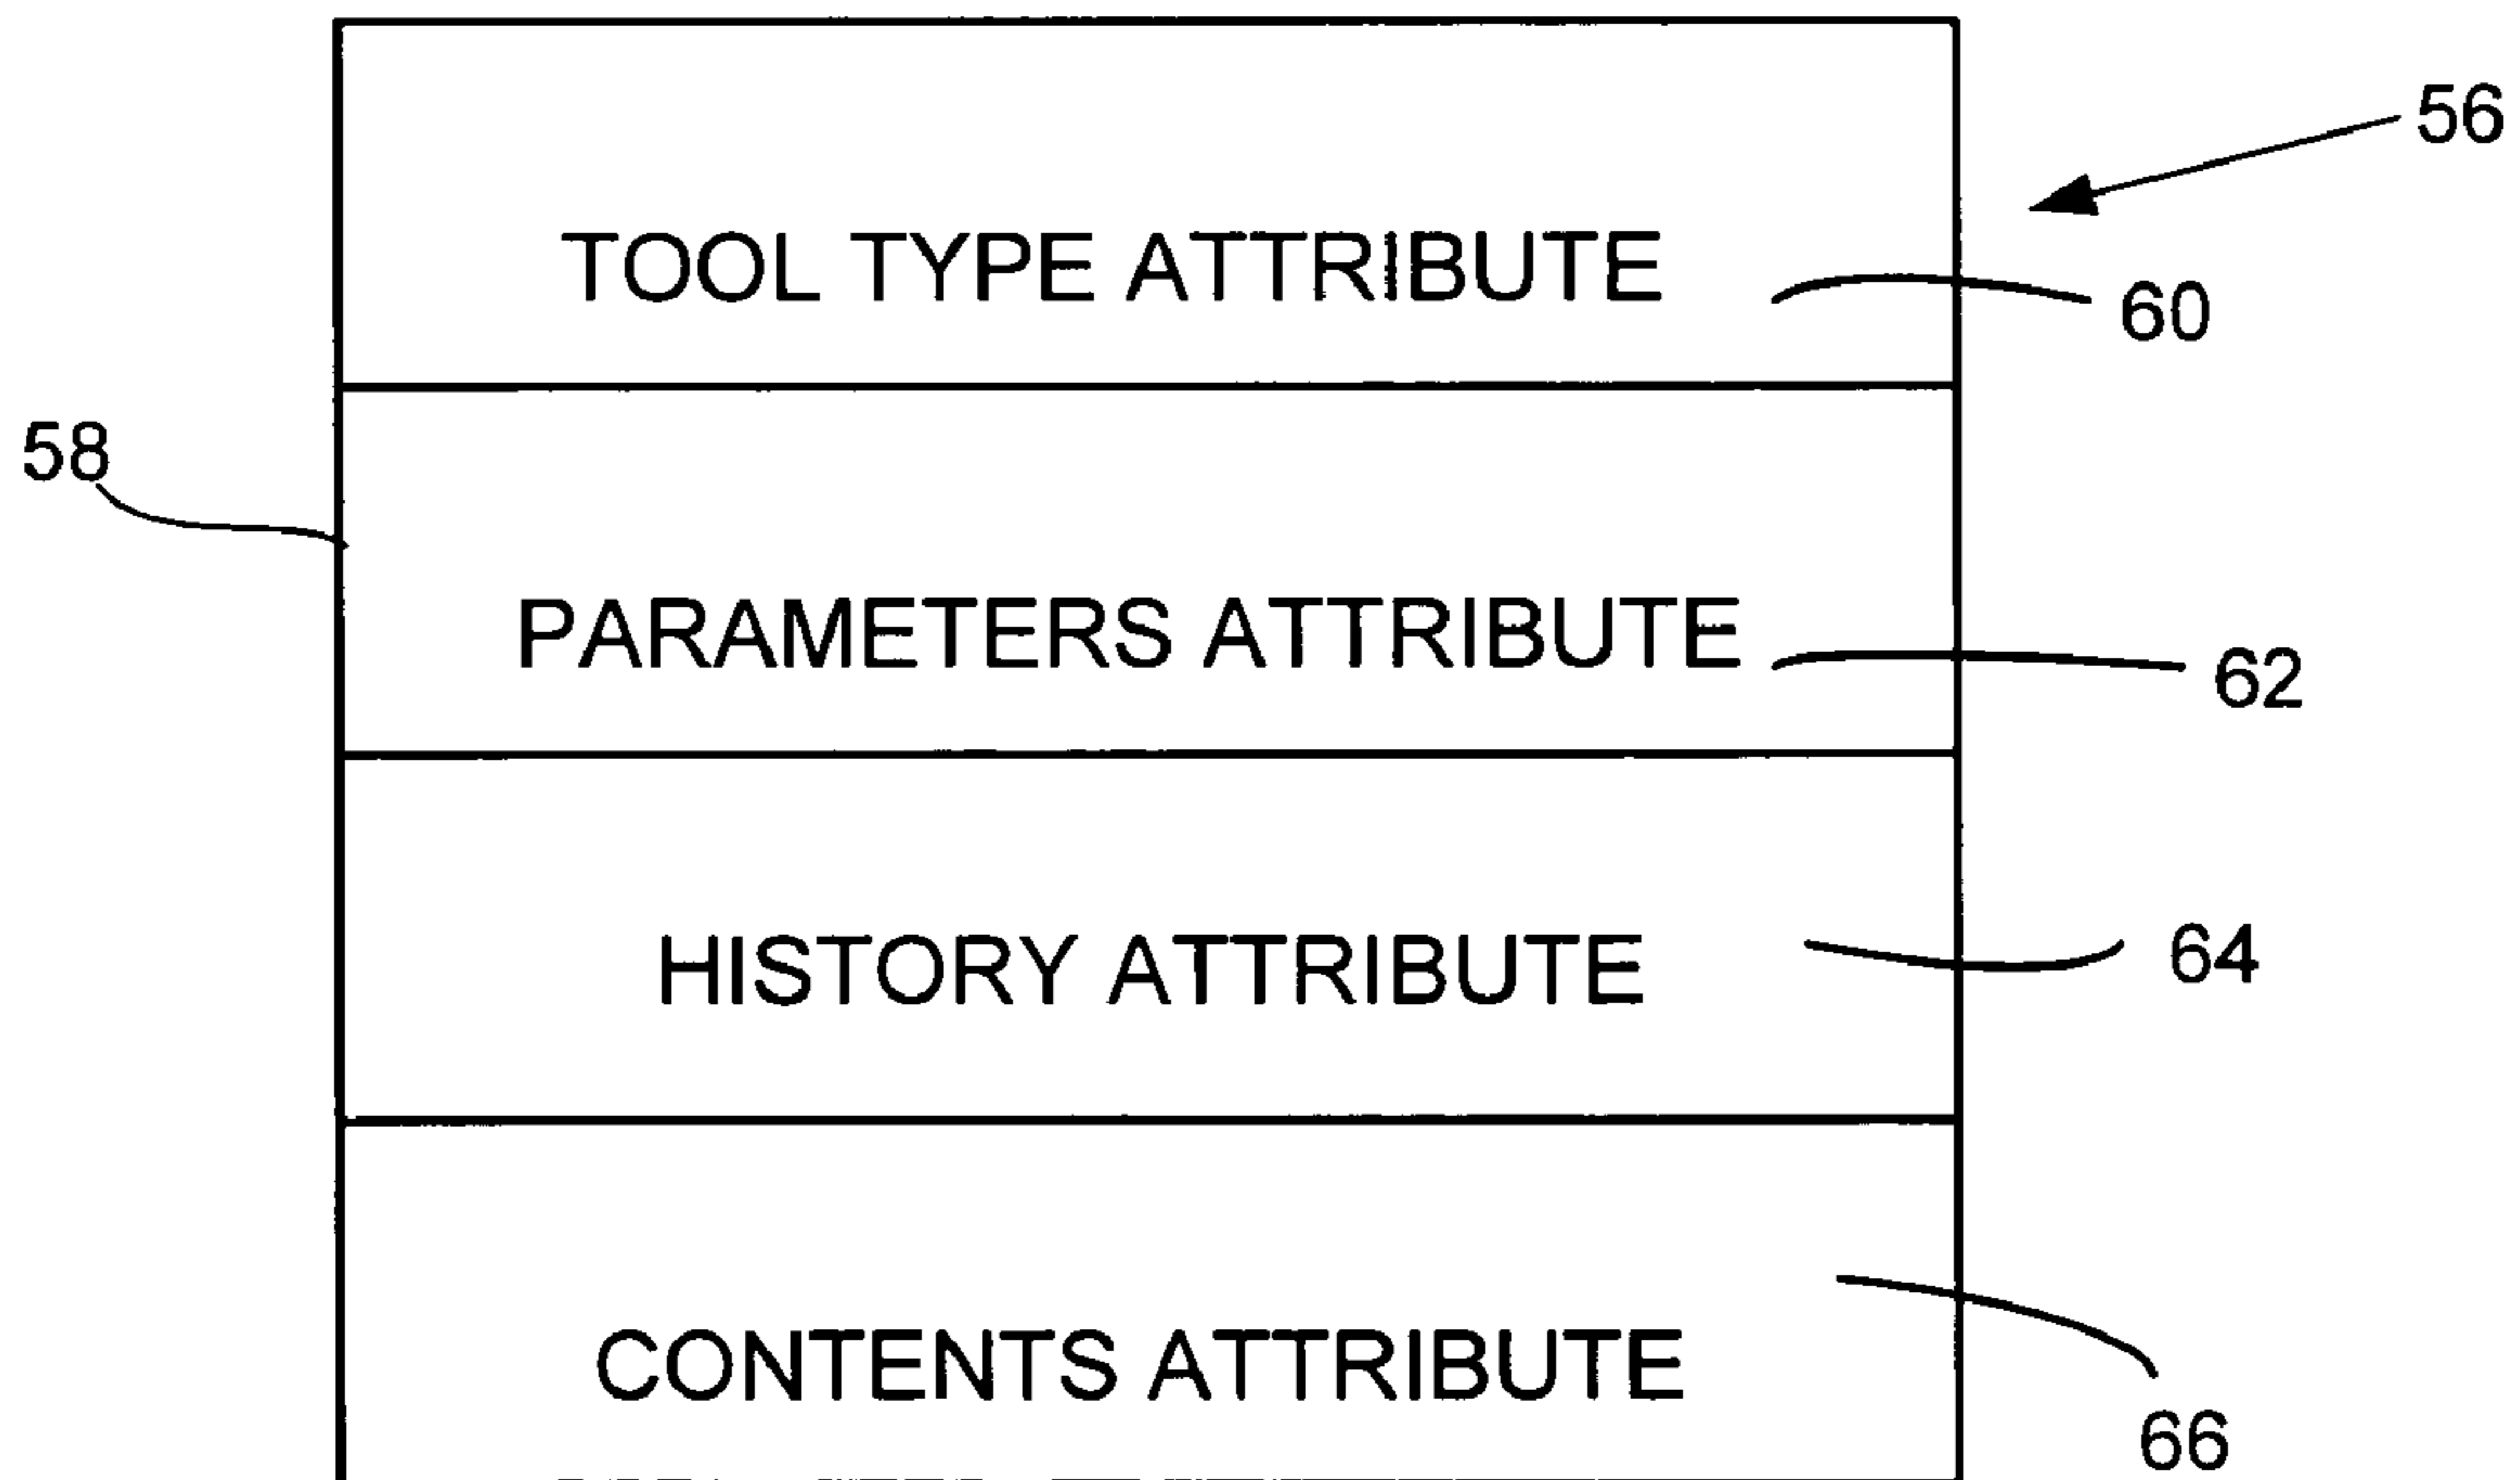 56
TOOL TYPE ATTRIBUTE
60
58
PARAMETERS ATTRIBUTE
62
HISTORY ATTRIBUTE
64
CONTENTS ATTRIBUTE
66